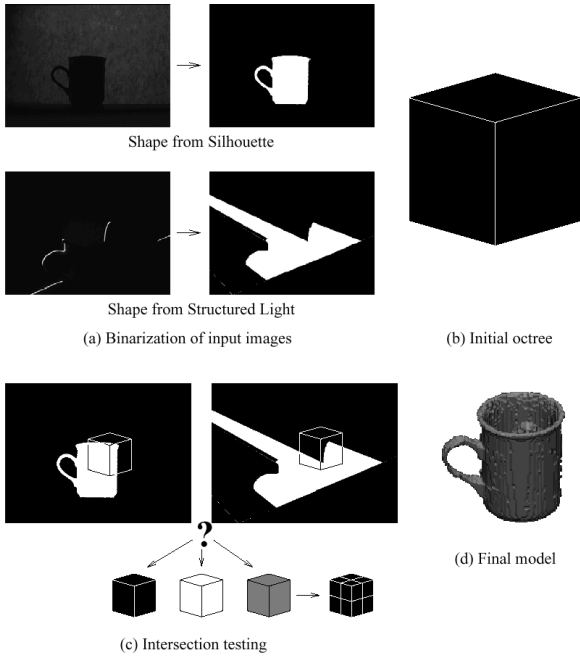 Shape from Silhouette
Shape from Structured Light
(a) Binarization of input images
(b) Initial octree
?
(c) Intersection testing
(d) Final model